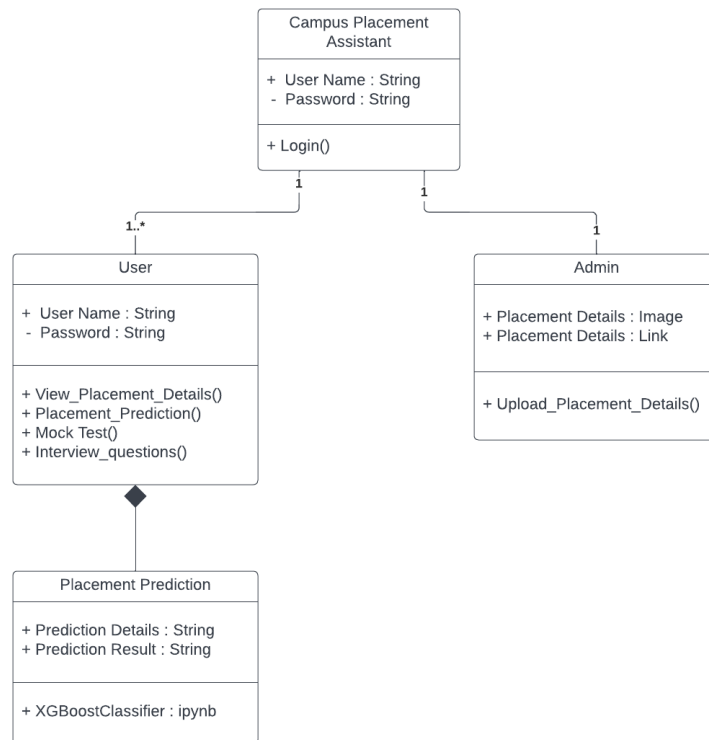 Campus Placement
Assistant
+ User Name : String
- Password : String
+ Login()
1
1
1..*
1
User
+ User Name : String
- Password : String
+ View_Placement_Details()
+ Placement_Prediction()
+ Mock Test()
+ Interview_questions()
Admin
+ Placement Details : Image
+ Placement Details : Link
+ Upload_Placement_Details()
Placement Prediction
+ Prediction Details : String
+ Prediction Result : String
+ XGBoostClassifier : ipynb